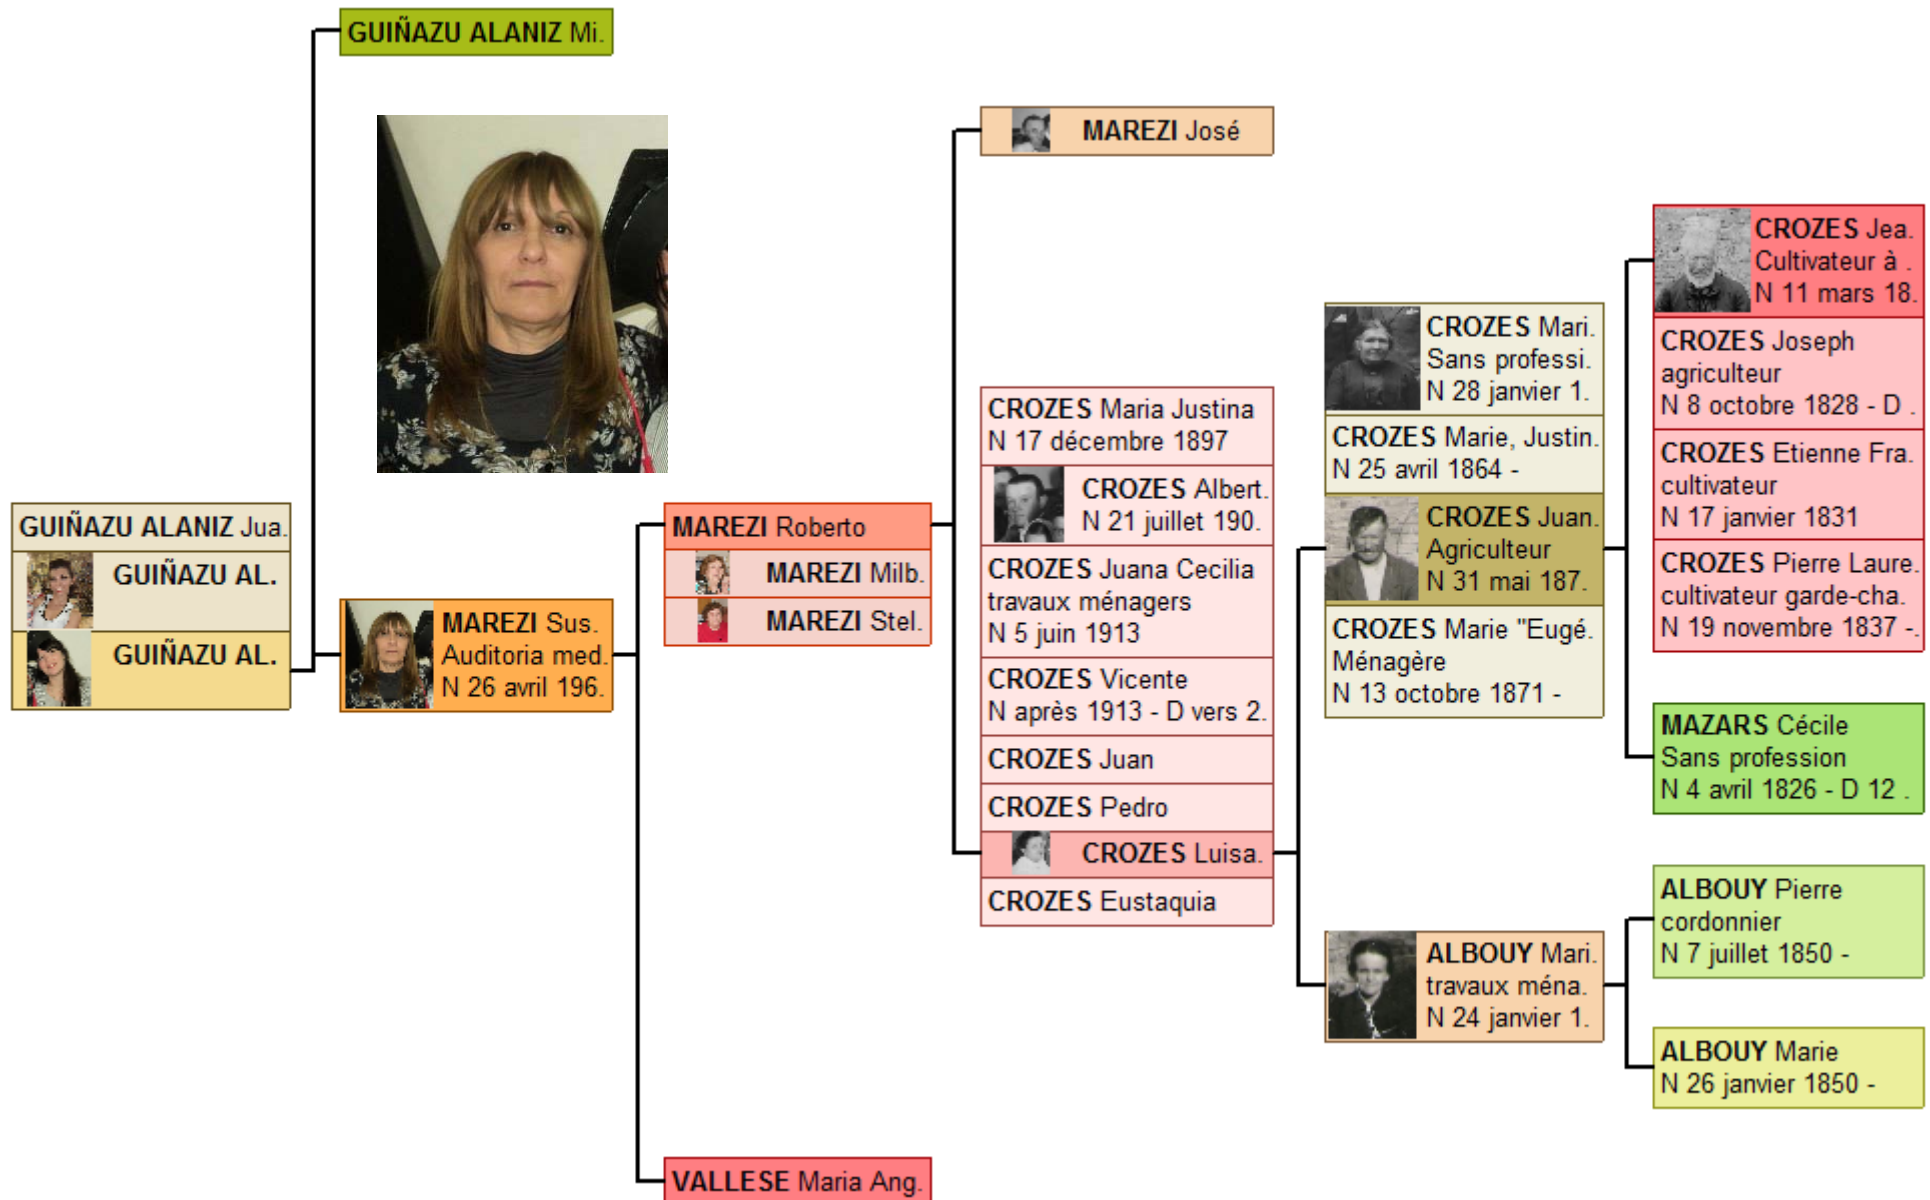 GUIÑAZU ALANIZ Mi.
GUIÑAZU ALANIZ Jua.
GUIÑAZU AL.
GUIÑAZU AL.
MAREZI Sus.
Auditoria med.
N 26 avril 196.
MAREZI Roberto
MAREZI Milb.
MAREZI Stel.
VALLESE Maria Ang.
MAREZI José
CROZES Maria Justina
N 17 décembre 1897
CROZES Albert.
N 21 juillet 190.
CROZES Juana Cecilia
travaux ménagers
N 5 juin 1913
CROZES Vicente
N après 1913 - D vers 2.
CROZES Juan
CROZES Pedro
CROZES Luisa.
CROZES Eustaquia
CROZES Mari.
Sans professi.
N 28 janvier 1.
CROZES Marie, Justin.
N 25 avril 1864 -
CROZES Juan.
Agriculteur
N 31 mai 187.
CROZES Marie "Eugé.
Ménagère
N 13 octobre 1871 -
ALBOUY Mari.
travaux ména.
N 24 janvier 1.
CROZES Jea.
Cultivateur à .
N 11 mars 18.
CROZES Joseph
agriculteur
N 8 octobre 1828 - D .
CROZES Etienne Fra.
cultivateur
N 17 janvier 1831
CROZES Pierre Laure.
cultivateur garde-cha.
N 19 novembre 1837 -.
MAZARS Cécile
Sans profession
N 4 avril 1826 - D 12 .
ALBOUY Pierre
cordonnier
N 7 juillet 1850 -
ALBOUY Marie
N 26 janvier 1850 -